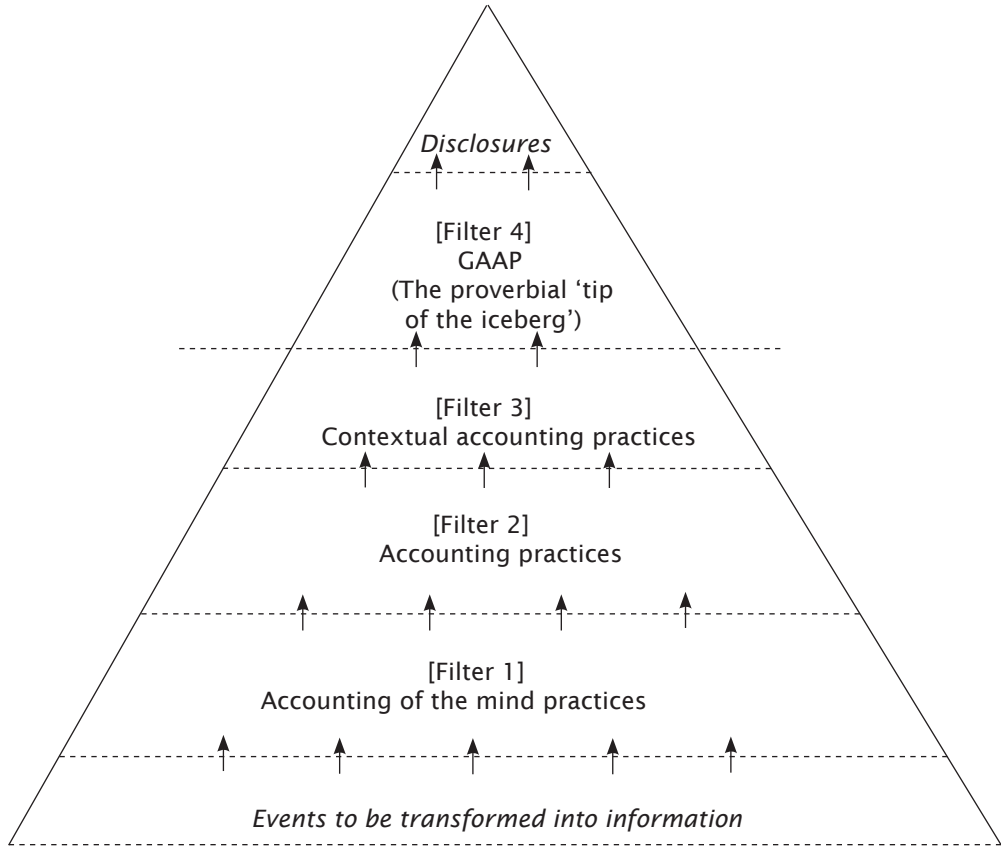 Disclosures
[Filter 4]
GAAP
(The proverbial ‘tip
of the iceberg’)
[Filter 3]
Contextual accounting practices
[Filter 2]
Accounting practices
[Filter 1]
Accounting of the mind practices
Events to be transformed into information